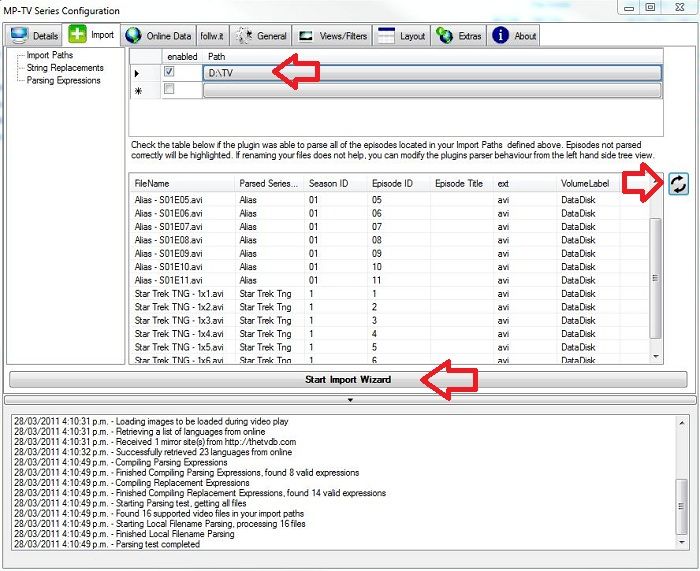 MP-TV Series Configuration
Details Import Online Data follw.it General Views/Filters Layout Extras About
Import Paths
String Replacements
Parsing Expressions
enabled Path
D:\TV
Check the table below if the plugin was able to parse all of the episodes located in your Import Paths defined above. Episodes not parsed
correctly will be highlighted. If renaming your files does not help, you can modify the plugins parser behaviour from the left hand side tree view.
FileName Parsed Series... Season ID Episode ID Episode Title ext VolumeLabel
Alias - S01E05.avi Alias 01 05 avi DataDisk
Alias - S01E06.avi Alias 01 06 avi DataDisk
Alias - S01E07.avi Alias 01 07 avi DataDisk
Alias - S01E08.avi Alias 01 08 avi DataDisk
Alias - S01E09.avi Alias 01 09 avi DataDisk
Alias - S01E10.avi Alias 01 10 avi DataDisk
Alias - S01E11.avi Alias 01 11 avi DataDisk
Star Trek TNG - 1x1.avi Star Trek Tng 1 1 avi DataDisk
Star Trek TNG - 1x2.avi Star Trek Tng 1 2 avi DataDisk
Star Trek TNG - 1x3.avi Star Trek Tng 1 3 avi DataDisk
Star Trek TNG - 1x4.avi Star Trek Tng 1 4 avi DataDisk
Star Trek TNG - 1x5.avi Star Trek Tng 1 5 avi DataDisk
Star Trek TNG - 1x6.avi Star Trek Tng 1 6 avi DataDisk
Start Import Wizard
28/03/2011 4:10:31 p.m. - Loading images to be loaded during video play
28/03/2011 4:10:31 p.m. - Retrieving a list of languages from online
28/03/2011 4:10:31 p.m. - Received 1 mirror site(s) from http://thetvdb.com
28/03/2011 4:10:32 p.m. - Successfully retrieved 23 languages from online
28/03/2011 4:10:49 p.m. - Compiling Parsing Expressions
28/03/2011 4:10:49 p.m. - Finished Compiling Parsing Expressions, found 8 valid expressions
28/03/2011 4:10:49 p.m. - Compiling Replacement Expressions
28/03/2011 4:10:49 p.m. - Finished Compiling Replacement Expressions, found 14 valid expressions
28/03/2011 4:10:49 p.m. - Starting Parsing test, getting all files
28/03/2011 4:10:49 p.m. - Found 16 supported video files in your import paths
28/03/2011 4:10:49 p.m. - Starting Local Filename Parsing, processing 16 files
28/03/2011 4:10:49 p.m. - Finished Local Filename Parsing
28/03/2011 4:10:49 p.m. - Parsing test completed